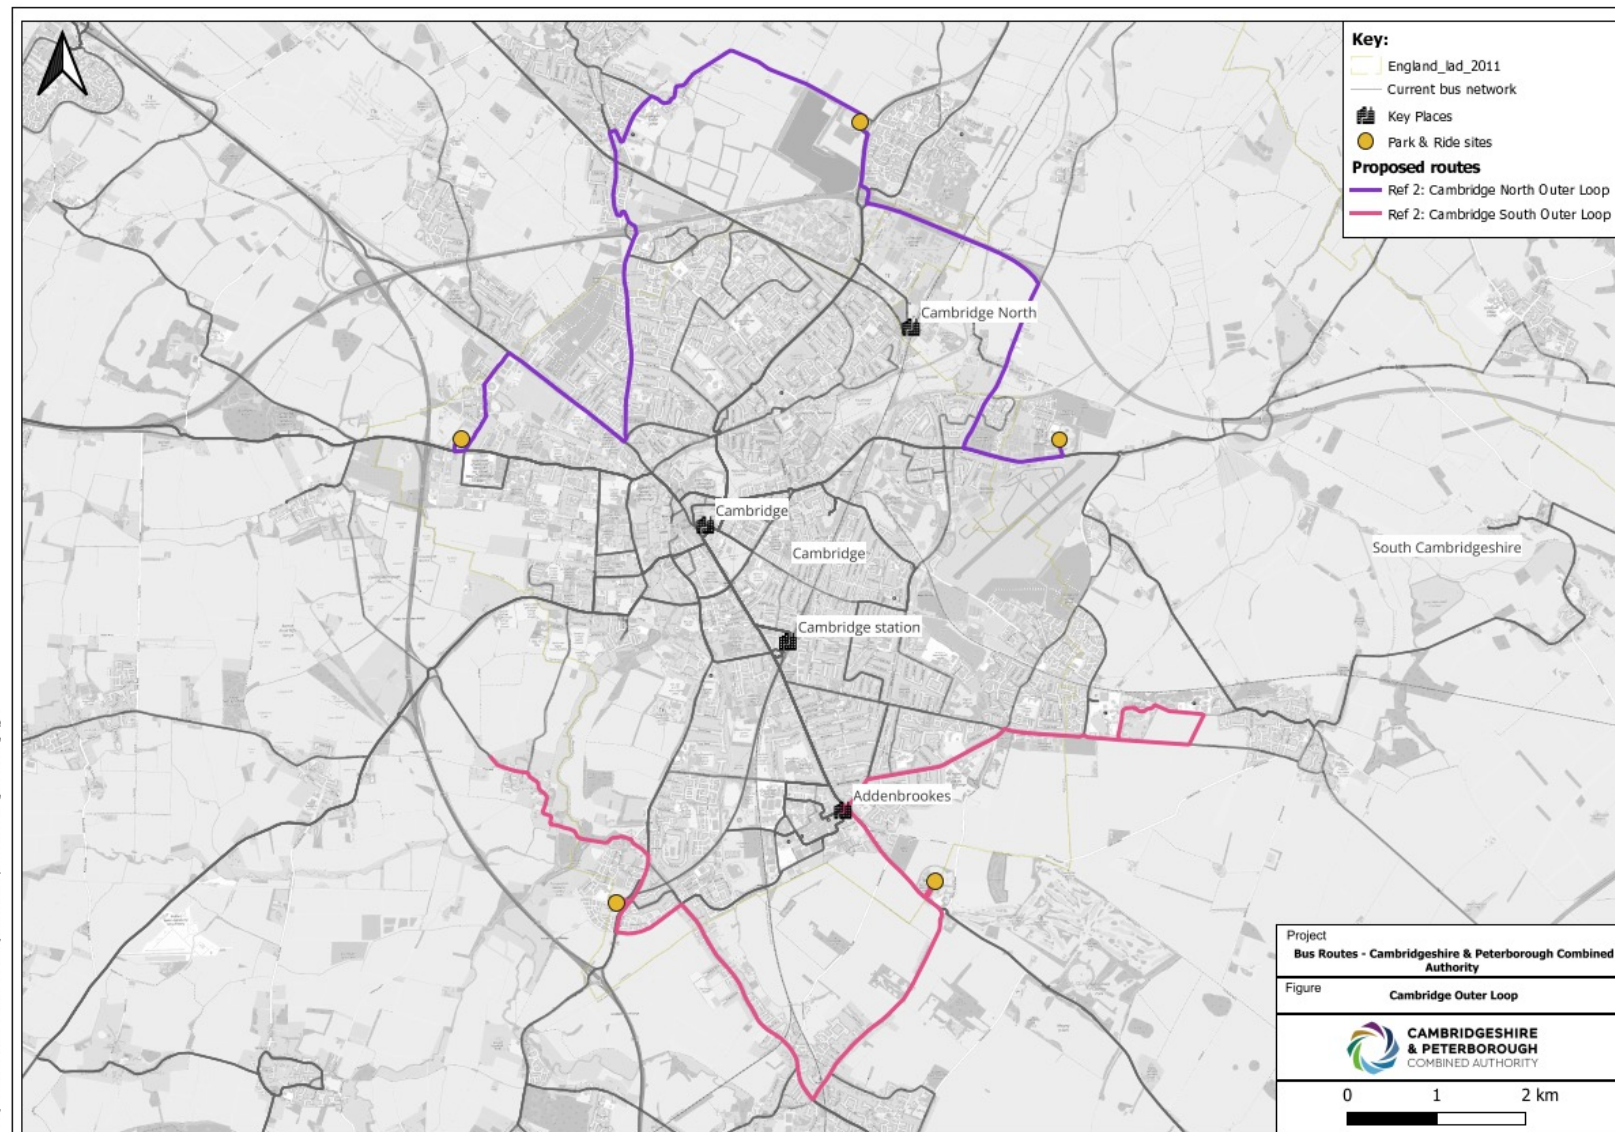 Key:
England_lad_2011
Current bus network
Key Places
Park & Ride sites
Proposed routes
Ref 2: Cambridge North Outer Loop
Ref 2: Cambridge South Outer Loop
Cambridge North
Cambridge
Cambridge
South Cambridgeshire
Cambridge station
Addenbrookes
Project
Bus Routes - Cambridgeshire & Peterborough Combined
Authority
Figure
Cambridge Outer Loop
CAMBRIDGESHIRE
& PETERBOROUGH
COMBINED AUTHORITY
0 1 2 km